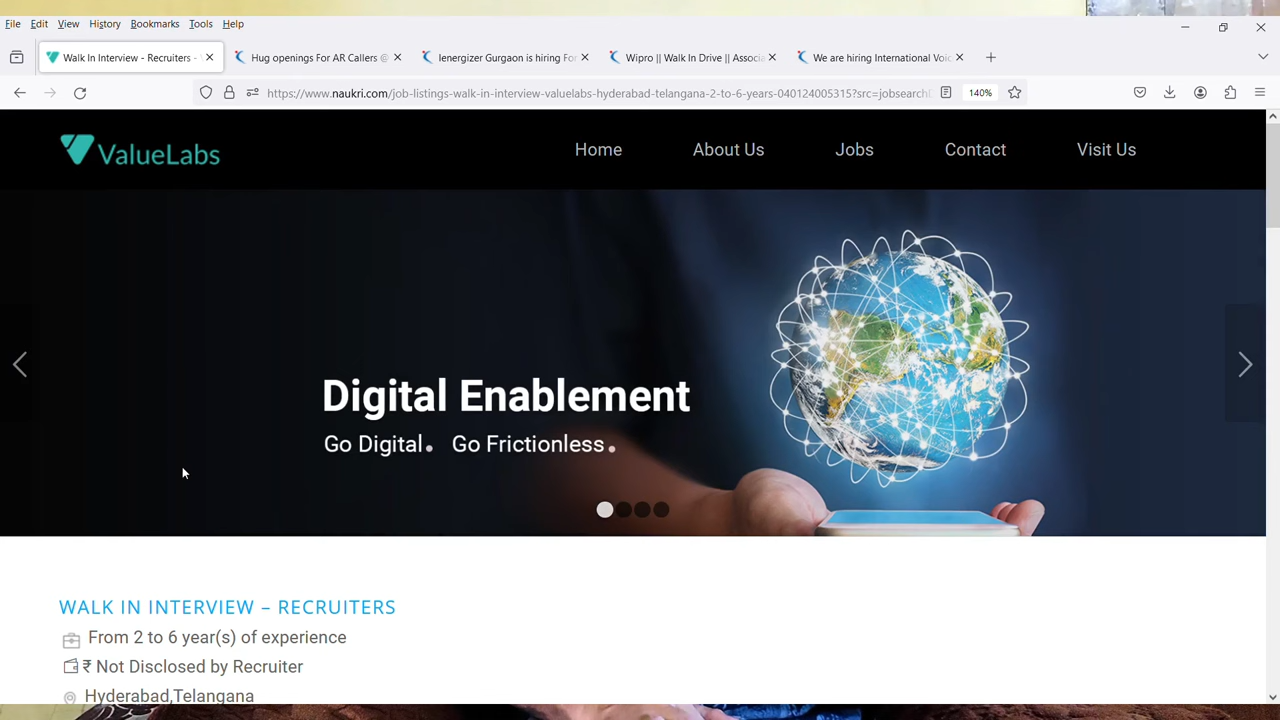 File Edit View History Bookmarks Tools Help
Walk In Interview - Recruiters -
Hug openings For AR Callers @
Ienergizer Gurgaon is hiring For
Wipro || Walk In Drive || Associa
We are hiring International Voic
https://www.naukri.com/job-listings-walk-in-interview-valuelabs-hyderabad-telangana-2-to-6-years-040124005315?src=jobsearch
140%
ValueLabs
Home About Us Jobs Contact Visit Us
Digital Enablement
Go Digital. Go Frictionless.
WALK IN INTERVIEW – RECRUITERS
From 2 to 6 year(s) of experience
₹ Not Disclosed by Recruiter
Hyderabad,Telangana